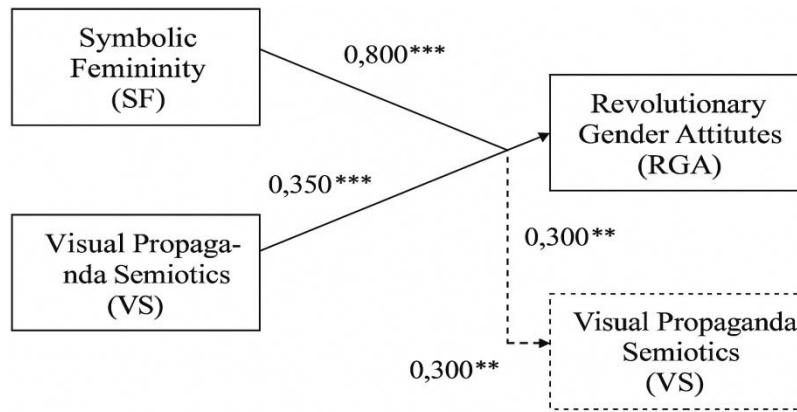 Symbolic
Femininity
(SF)
0,800***
Revolutionary
Gender Attitutes
(RGA)
0,350***
Visual Propaga-
nda Semiotics
(VS)
0,300**
Visual Propaganda
Semiotics
(VS)
0,300**